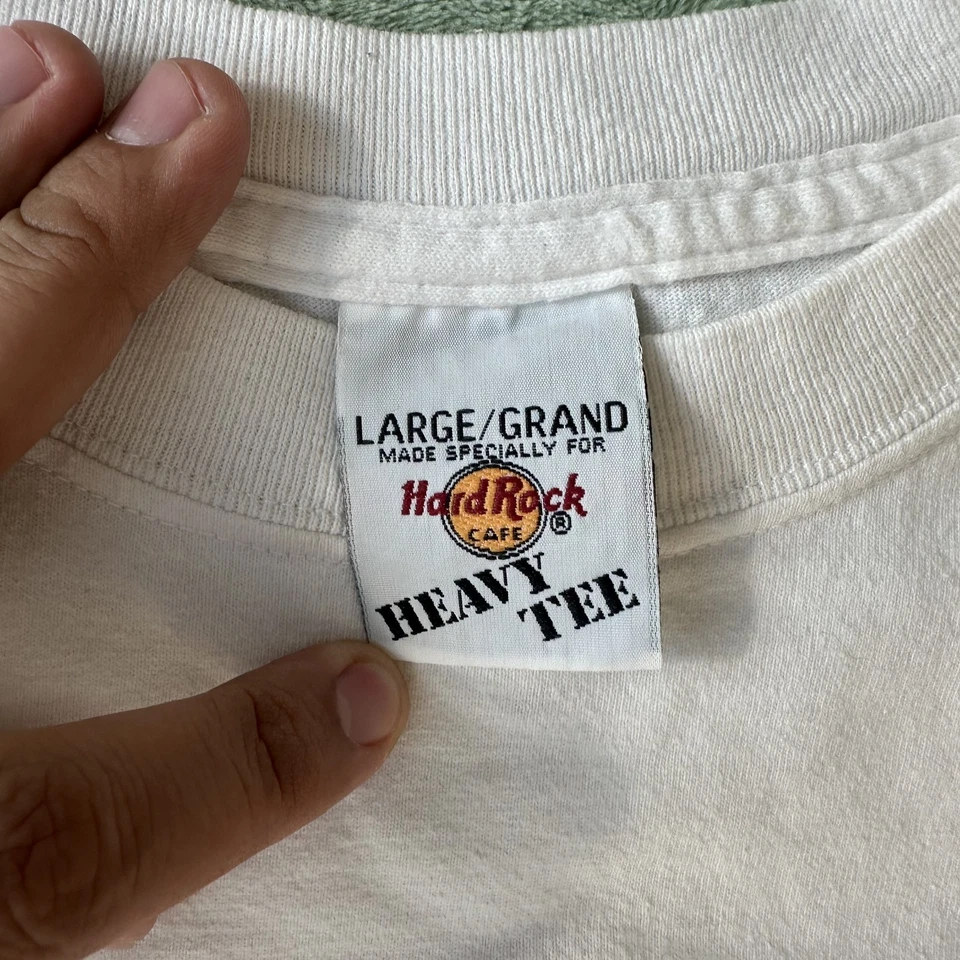 LARGE/GRAND
MADE SPECIALLY FOR
Hard Rock
CAFE ®
HEAVY
TEE